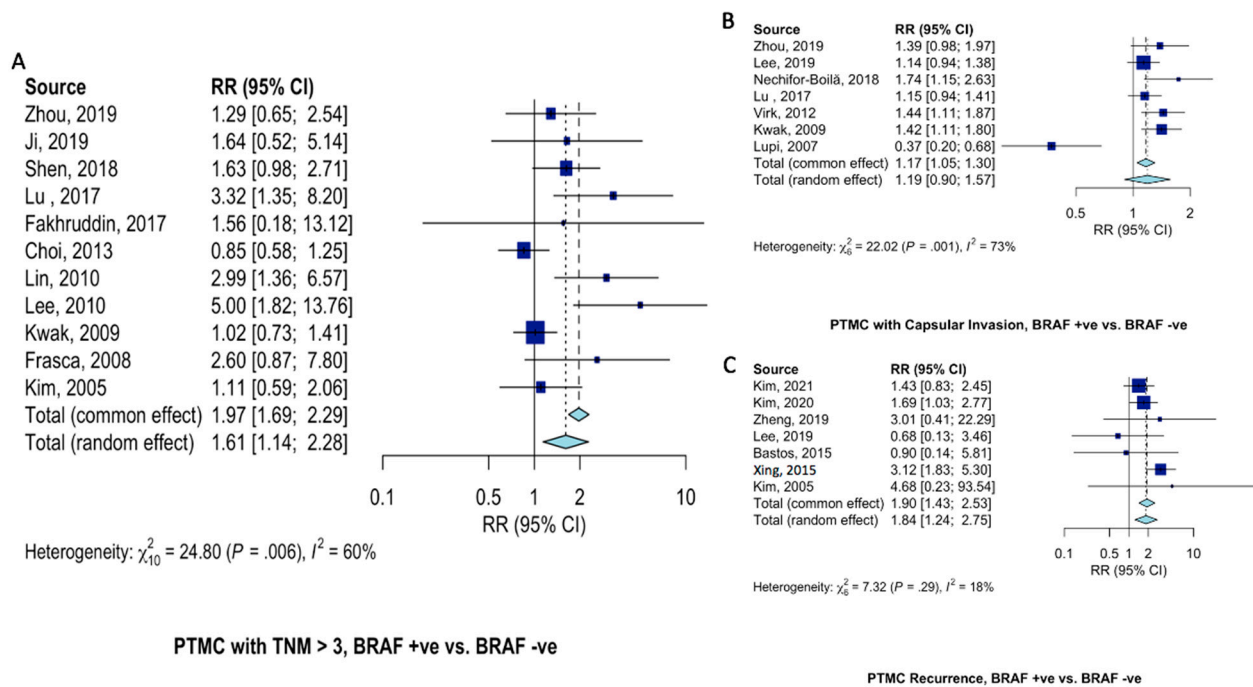 A
Source RR (95% CI)
Zhou, 2019 1.29 [0.65; 2.54]
Ji, 2019 1.64 [0.52; 5.14]
Shen, 2018 1.63 [0.98; 2.71]
Lu , 2017 3.32 [1.35; 8.20]
Fakhruddin, 2017 1.56 [0.18; 13.12]
Choi, 2013 0.85 [0.58; 1.25]
Lin, 2010 2.99 [1.36; 6.57]
Lee, 2010 5.00 [1.82; 13.76]
Kwak, 2009 1.02 [0.73; 1.41]
Frasca, 2008 2.60 [0.87; 7.80]
Kim, 2005 1.11 [0.59; 2.06]
Total (common effect) 1.97 [1.69; 2.29]
Total (random effect) 1.61 [1.14; 2.28]
0.1 0.5 1 2 10
RR (95% CI)
Heterogeneity: χ²₁₀ = 24.80 (P = .006), I² = 60%
PTMC with TNM > 3, BRAF +ve vs. BRAF -ve
B
Source RR (95% CI)
Zhou, 2019 1.39 [0.98; 1.97]
Lee, 2019 1.14 [0.94; 1.38]
Nechifor-Boilă, 2018 1.74 [1.15; 2.63]
Lu , 2017 1.15 [0.94; 1.41]
Virk, 2012 1.44 [1.11; 1.87]
Kwak, 2009 1.42 [1.11; 1.80]
Lupi, 2007 0.37 [0.20; 0.68]
Total (common effect) 1.17 [1.05; 1.30]
Total (random effect) 1.19 [0.90; 1.57]
0.5 1 2
RR (95% CI)
Heterogeneity: χ²₆ = 22.02 (P = .001), I² = 73%
PTMC with Capsular Invasion, BRAF +ve vs. BRAF -ve
C
Source RR (95% CI)
Kim, 2021 1.43 [0.83; 2.45]
Kim, 2020 1.69 [1.03; 2.77]
Zheng, 2019 3.01 [0.41; 22.29]
Lee, 2019 0.68 [0.13; 3.46]
Bastos, 2015 0.90 [0.14; 5.81]
Xing, 2015 3.12 [1.83; 5.30]
Kim, 2005 4.68 [0.23; 93.54]
Total (common effect) 1.90 [1.43; 2.53]
Total (random effect) 1.84 [1.24; 2.75]
0.1 0.5 1 2 10
RR (95% CI)
Heterogeneity: χ²₆ = 7.32 (P = .29), I² = 18%
PTMC Recurrence, BRAF +ve vs. BRAF -ve